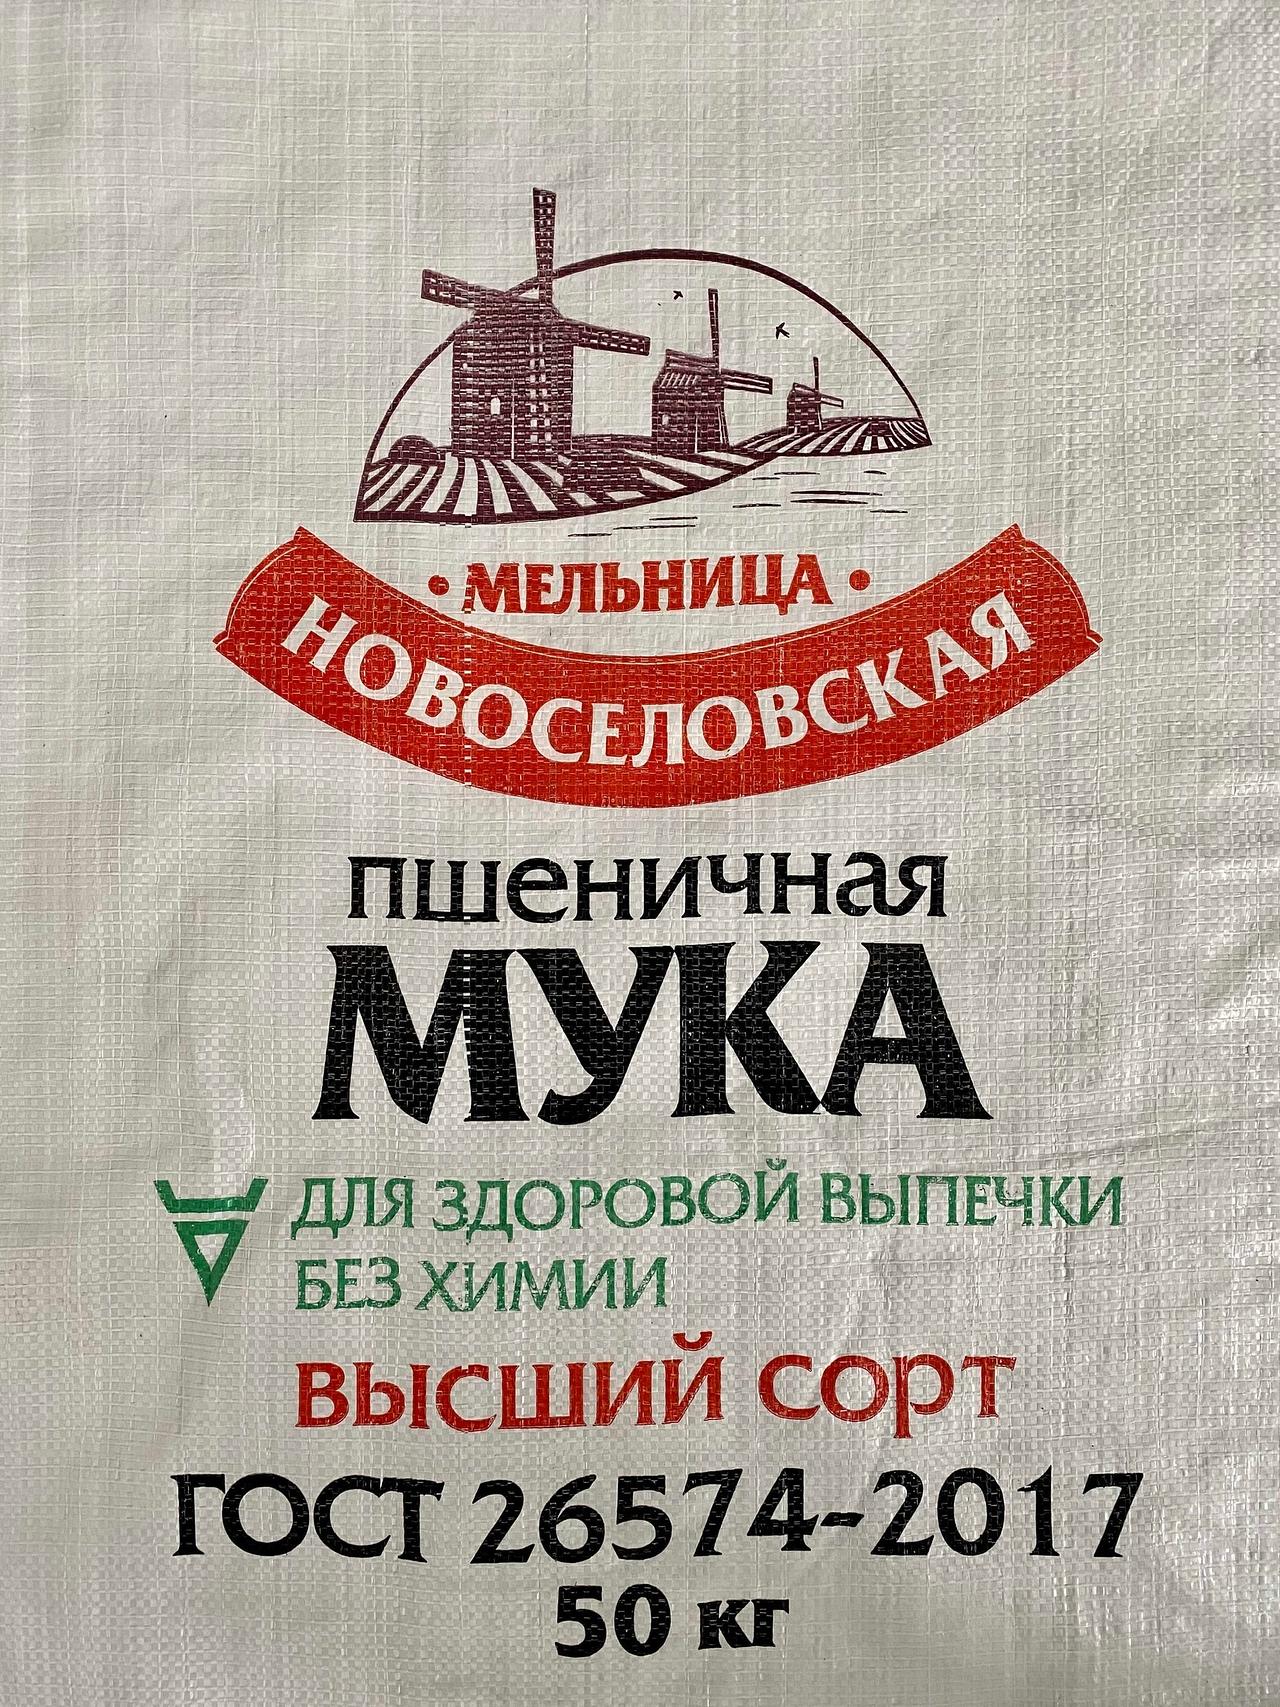 • МЕЛЬНИЦА •
НОВОСЕЛОВСКАЯ
пшеничная
МУКА
ДЛЯ ЗДОРОВОЙ ВЫПЕЧКИ
БЕЗ ХИМИИ
ВЫСШИЙ СОРТ
ГОСТ 26574-2017
50 кг